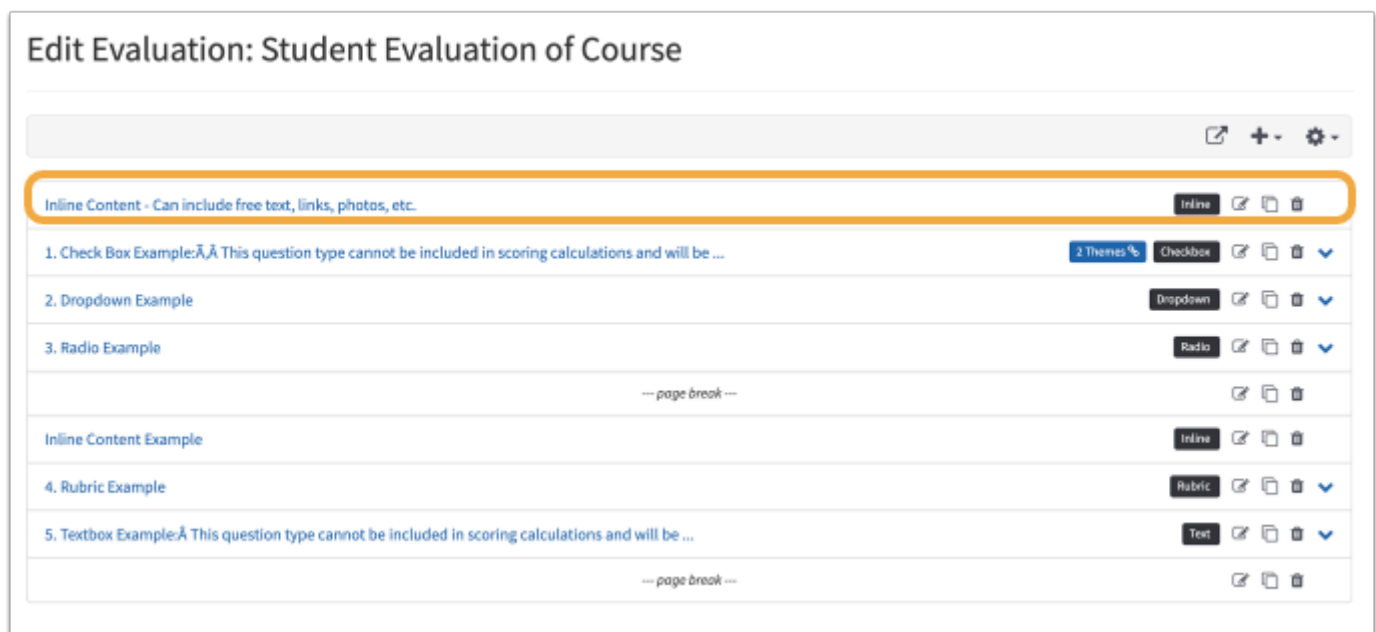 Edit Evaluation: Student Evaluation of Course
Inline Content - Can include free text, links, photos, etc. Inline
1. Check Box Example:Ã,Â This question type cannot be included in scoring calculations and will be ... 2 Themes Checkbox
2. Dropdown Example Dropdown
3. Radio Example Radio
--- page break ---
Inline Content Example Inline
4. Rubric Example Rubric
5. Textbox Example:Â This question type cannot be included in scoring calculations and will be ... Text
--- page break ---